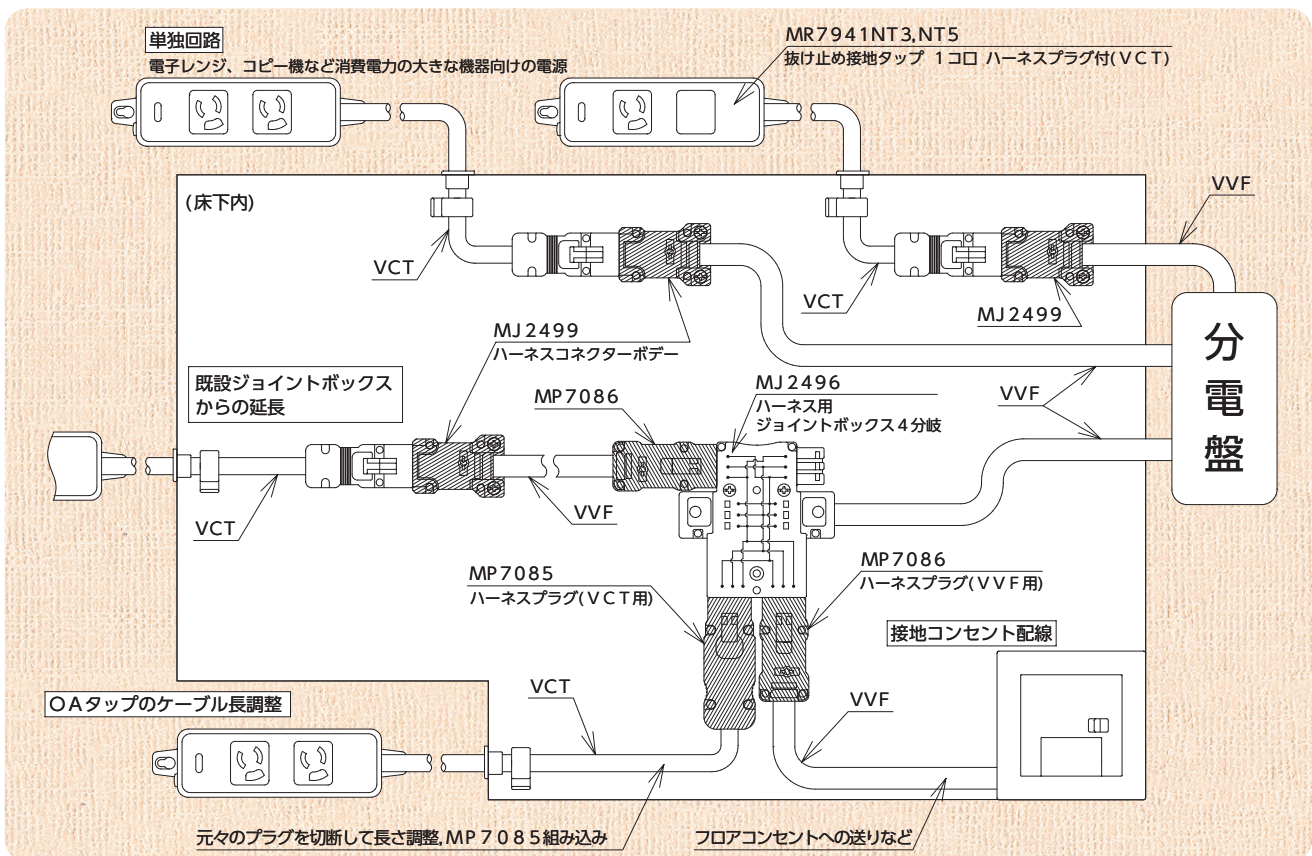 単独回路
電子レンジ、コピー機など消費電力の大きな機器向けの電源
MR7941NT3,NT5
抜け止め接地タップ 1コ口 ハーネスプラグ付(VCT)
(床下内)
VVF
VCT
VCT
MJ2499
MJ2499
ハーネスコネクターボデー
分電盤
既設ジョイントボックス
からの延長
MP7086
MJ2496
ハーネス用
ジョイントボックス4分岐
VVF
VCT
VVF
MP7085
ハーネスプラグ(VCT用)
MP7086
ハーネスプラグ(VVF用)
接地コンセント配線
OAタップのケーブル長調整
VCT
VVF
元々のプラグを切断して長さ調整,MP7085組み込み
フロアコンセントへの送りなど